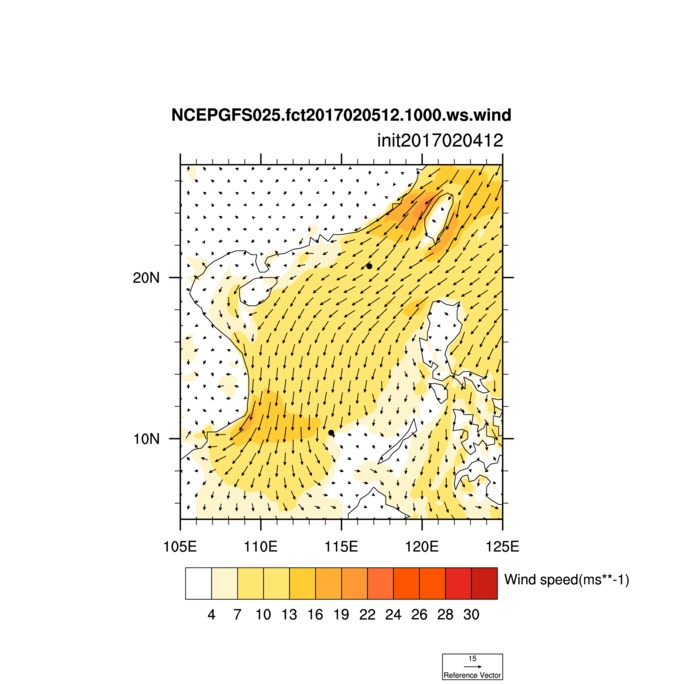 NCEPGFS025.fct2017020512.1000.ws.wind
init2017020412
20N
10N
105E 110E 115E 120E 125E
Wind speed(ms**-1)
4 7 10 13 16 19 22 24 26 28 30
15
Reference Vector